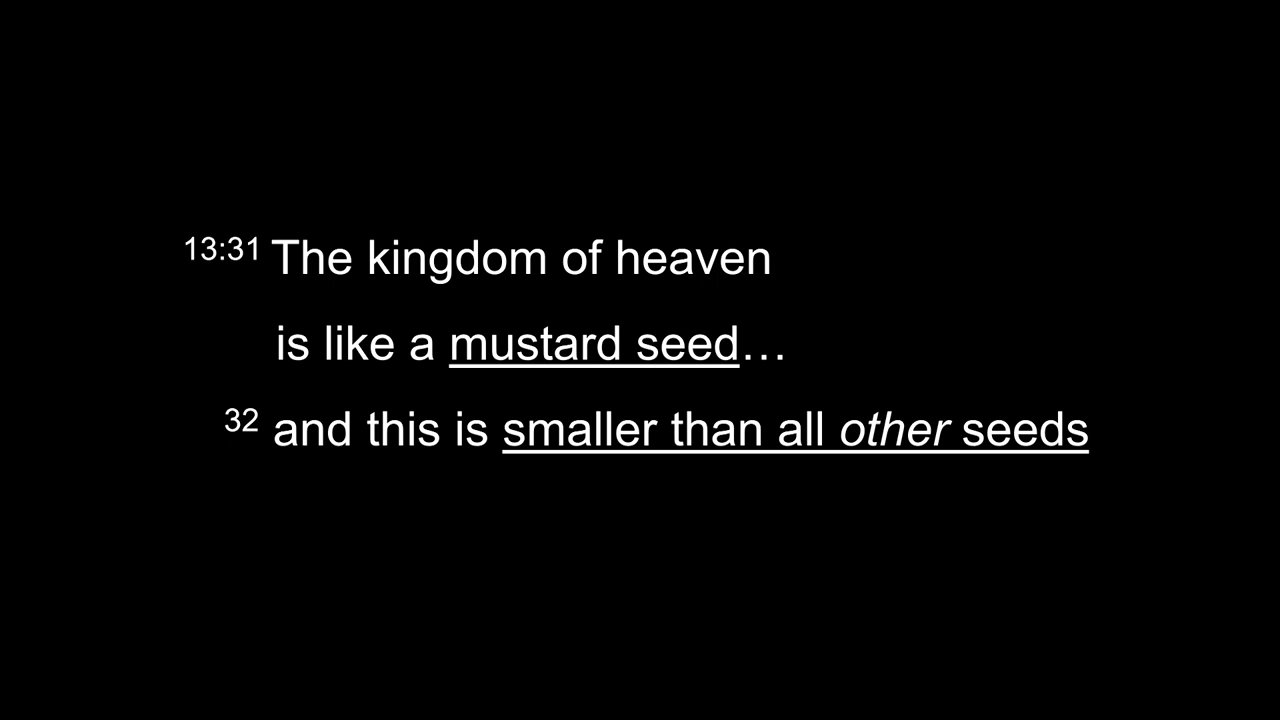 13:31 The kingdom of heaven
is like a mustard seed…
32 and this is smaller than all other seeds